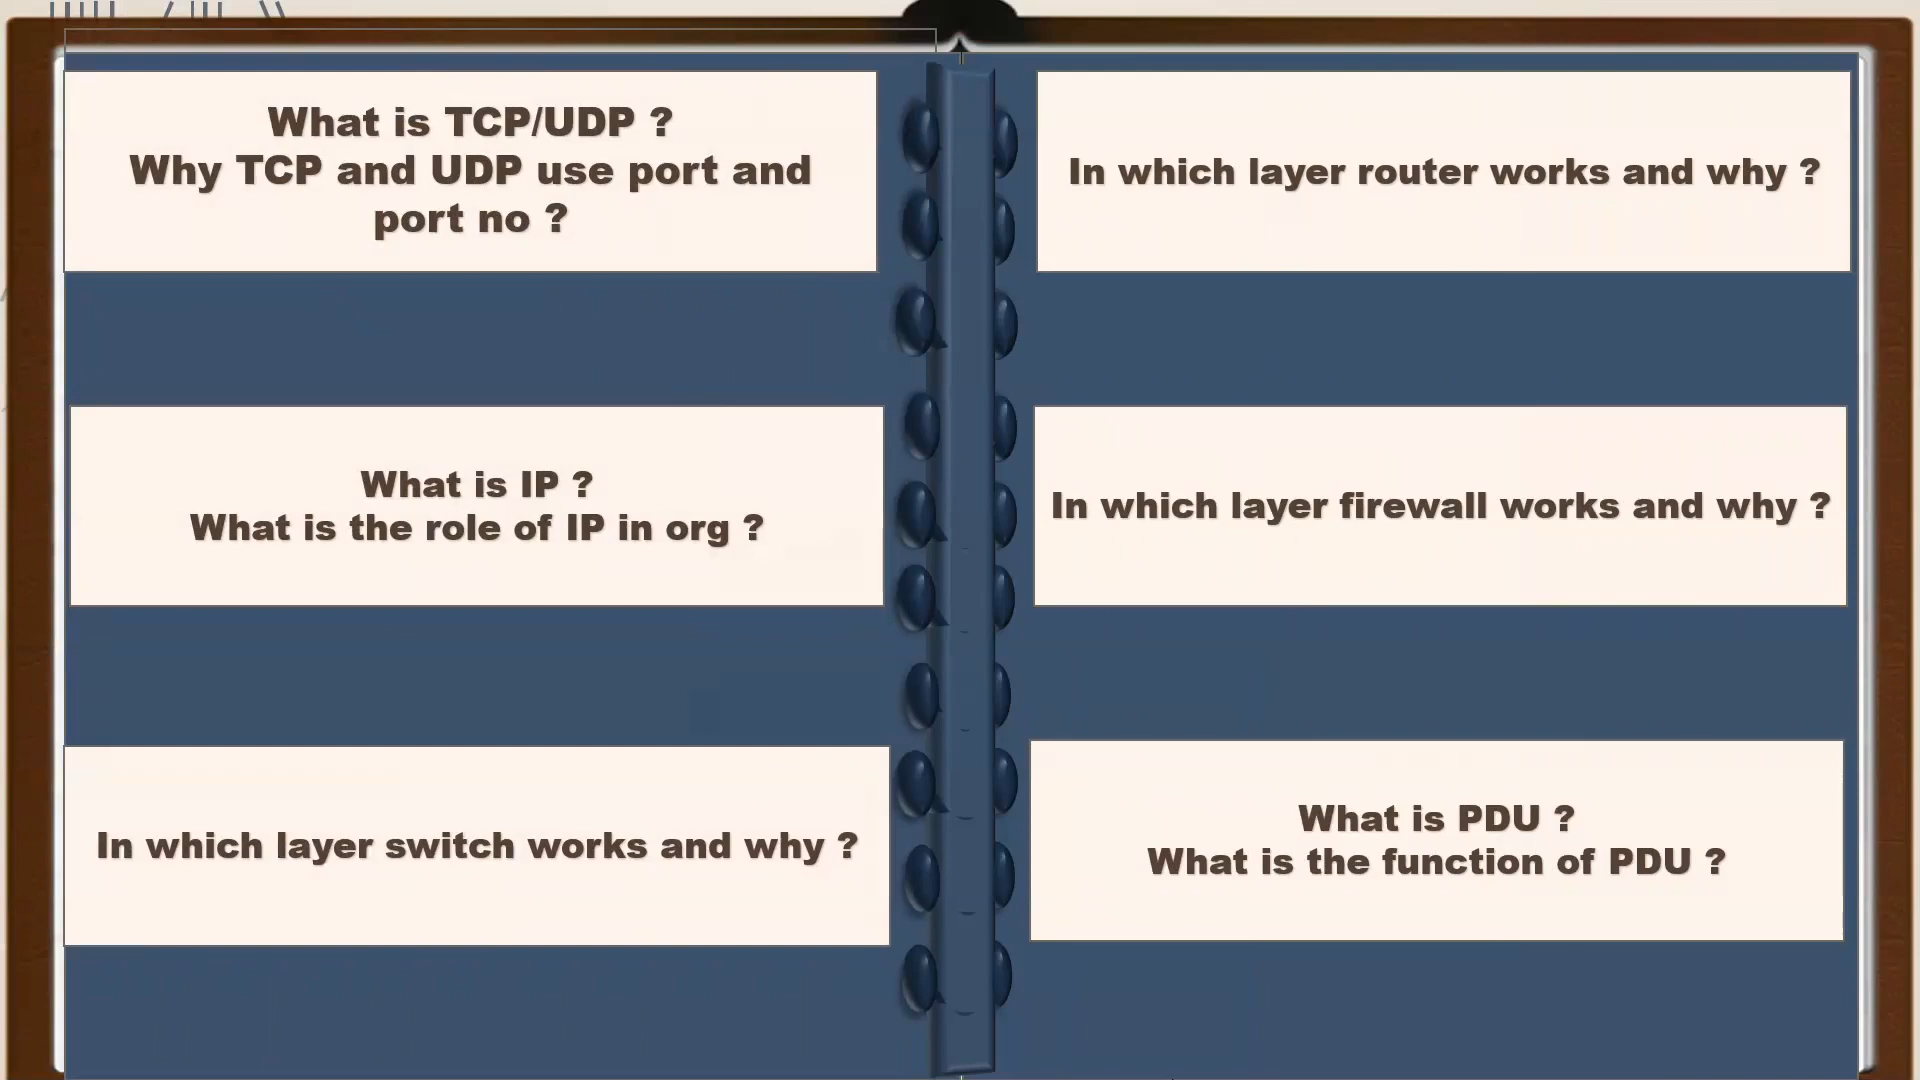 What is TCP/UDP ?
Why TCP and UDP use port and
port no ?
What is IP ?
What is the role of IP in org ?
In which layer switch works and why ?
In which layer router works and why ?
In which layer firewall works and why ?
What is PDU ?
What is the function of PDU ?